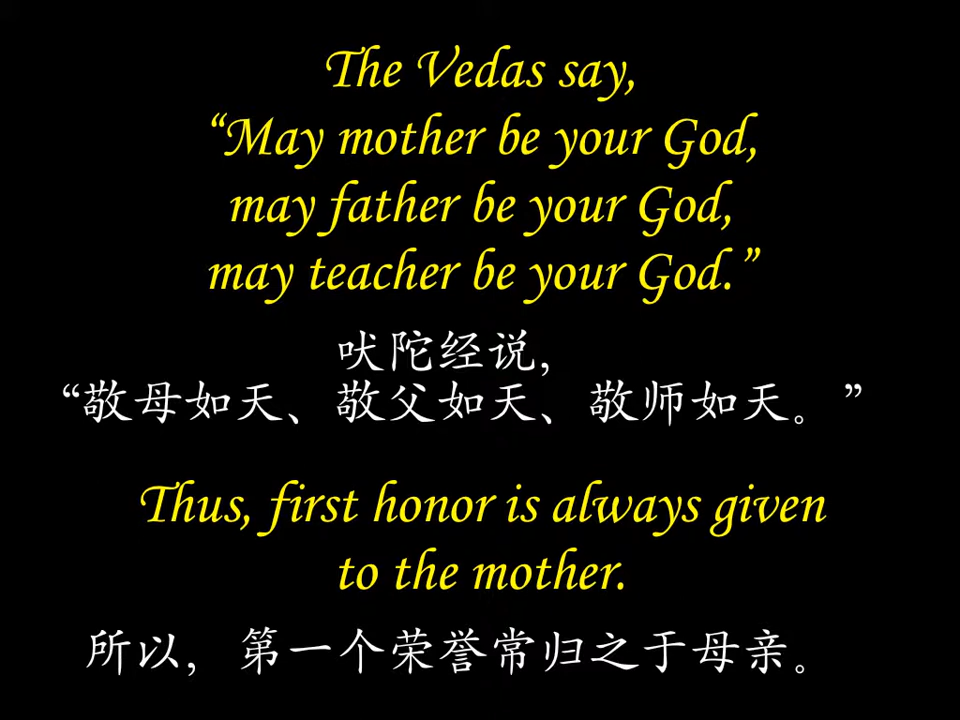 The Vedas say,
“May mother be your God,
may father be your God,
may teacher be your God.”
吠陀经说，
“敬母如天、敬父如天、敬师如天。”
Thus, first honor is always given
to the mother.
所以，第一个荣誉常归之于母亲。